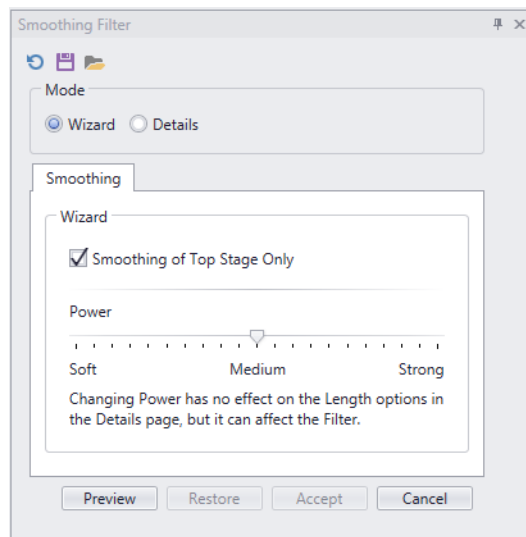 Smoothing Filter
Mode
Wizard Details
Smoothing
Wizard
Smoothing of Top Stage Only
Power
Soft Medium Strong
Changing Power has no effect on the Length options in
the Details page, but it can affect the Filter.
Preview Restore Accept Cancel